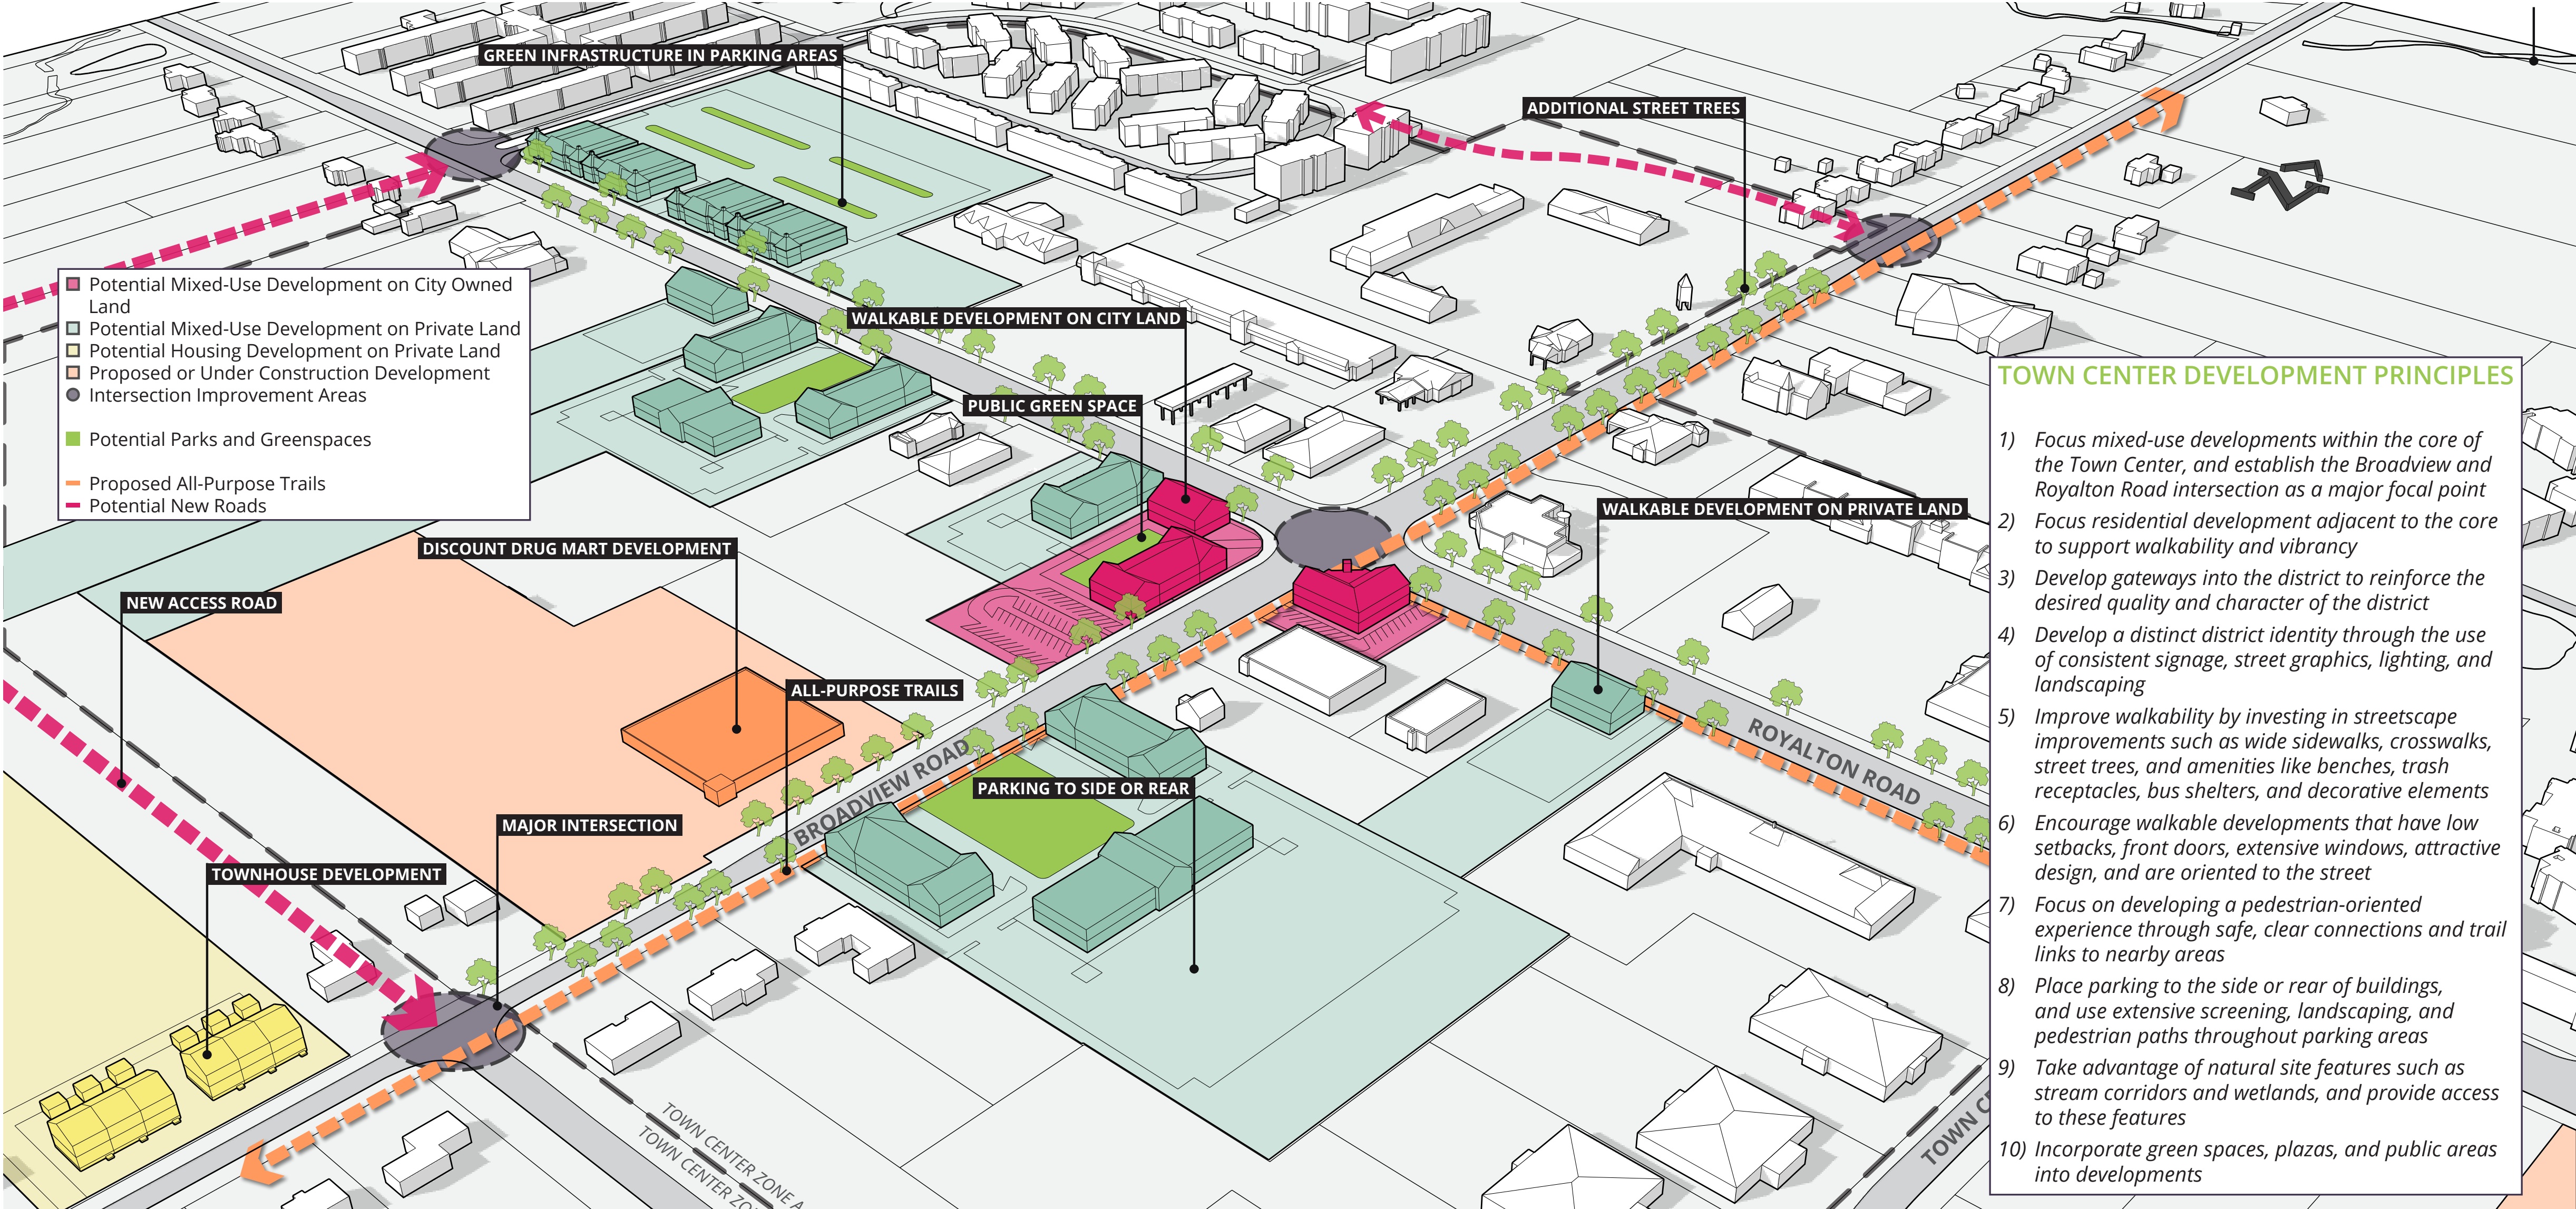 GREEN INFRASTRUCTURE IN PARKING AREAS
ADDITIONAL STREET TREES
Potential Mixed-Use Development on City Owned
Land
Potential Mixed-Use Development on Private Land
Potential Housing Development on Private Land
Proposed or Under Construction Development
Intersection Improvement Areas
Potential Parks and Greenspaces
Proposed All-Purpose Trails
Potential New Roads
WALKABLE DEVELOPMENT ON CITY LAND
PUBLIC GREEN SPACE
WALKABLE DEVELOPMENT ON PRIVATE LAND
DISCOUNT DRUG MART DEVELOPMENT
NEW ACCESS ROAD
ALL-PURPOSE TRAILS
BROADVIEW ROAD
ROYALTON ROAD
PARKING TO SIDE OR REAR
MAJOR INTERSECTION
TOWNHOUSE DEVELOPMENT
TOWN CENTER ZONE A
TOWN CENTER ZO
TOWN CE
TOWN CENTER DEVELOPMENT PRINCIPLES
1) Focus mixed-use developments within the core of
the Town Center, and establish the Broadview and
Royalton Road intersection as a major focal point
2) Focus residential development adjacent to the core
to support walkability and vibrancy
3) Develop gateways into the district to reinforce the
desired quality and character of the district
4) Develop a distinct district identity through the use
of consistent signage, street graphics, lighting, and
landscaping
5) Improve walkability by investing in streetscape
improvements such as wide sidewalks, crosswalks,
street trees, and amenities like benches, trash
receptacles, bus shelters, and decorative elements
6) Encourage walkable developments that have low
setbacks, front doors, extensive windows, attractive
design, and are oriented to the street
7) Focus on developing a pedestrian-oriented
experience through safe, clear connections and trail
links to nearby areas
8) Place parking to the side or rear of buildings,
and use extensive screening, landscaping, and
pedestrian paths throughout parking areas
9) Take advantage of natural site features such as
stream corridors and wetlands, and provide access
to these features
10) Incorporate green spaces, plazas, and public areas
into developments